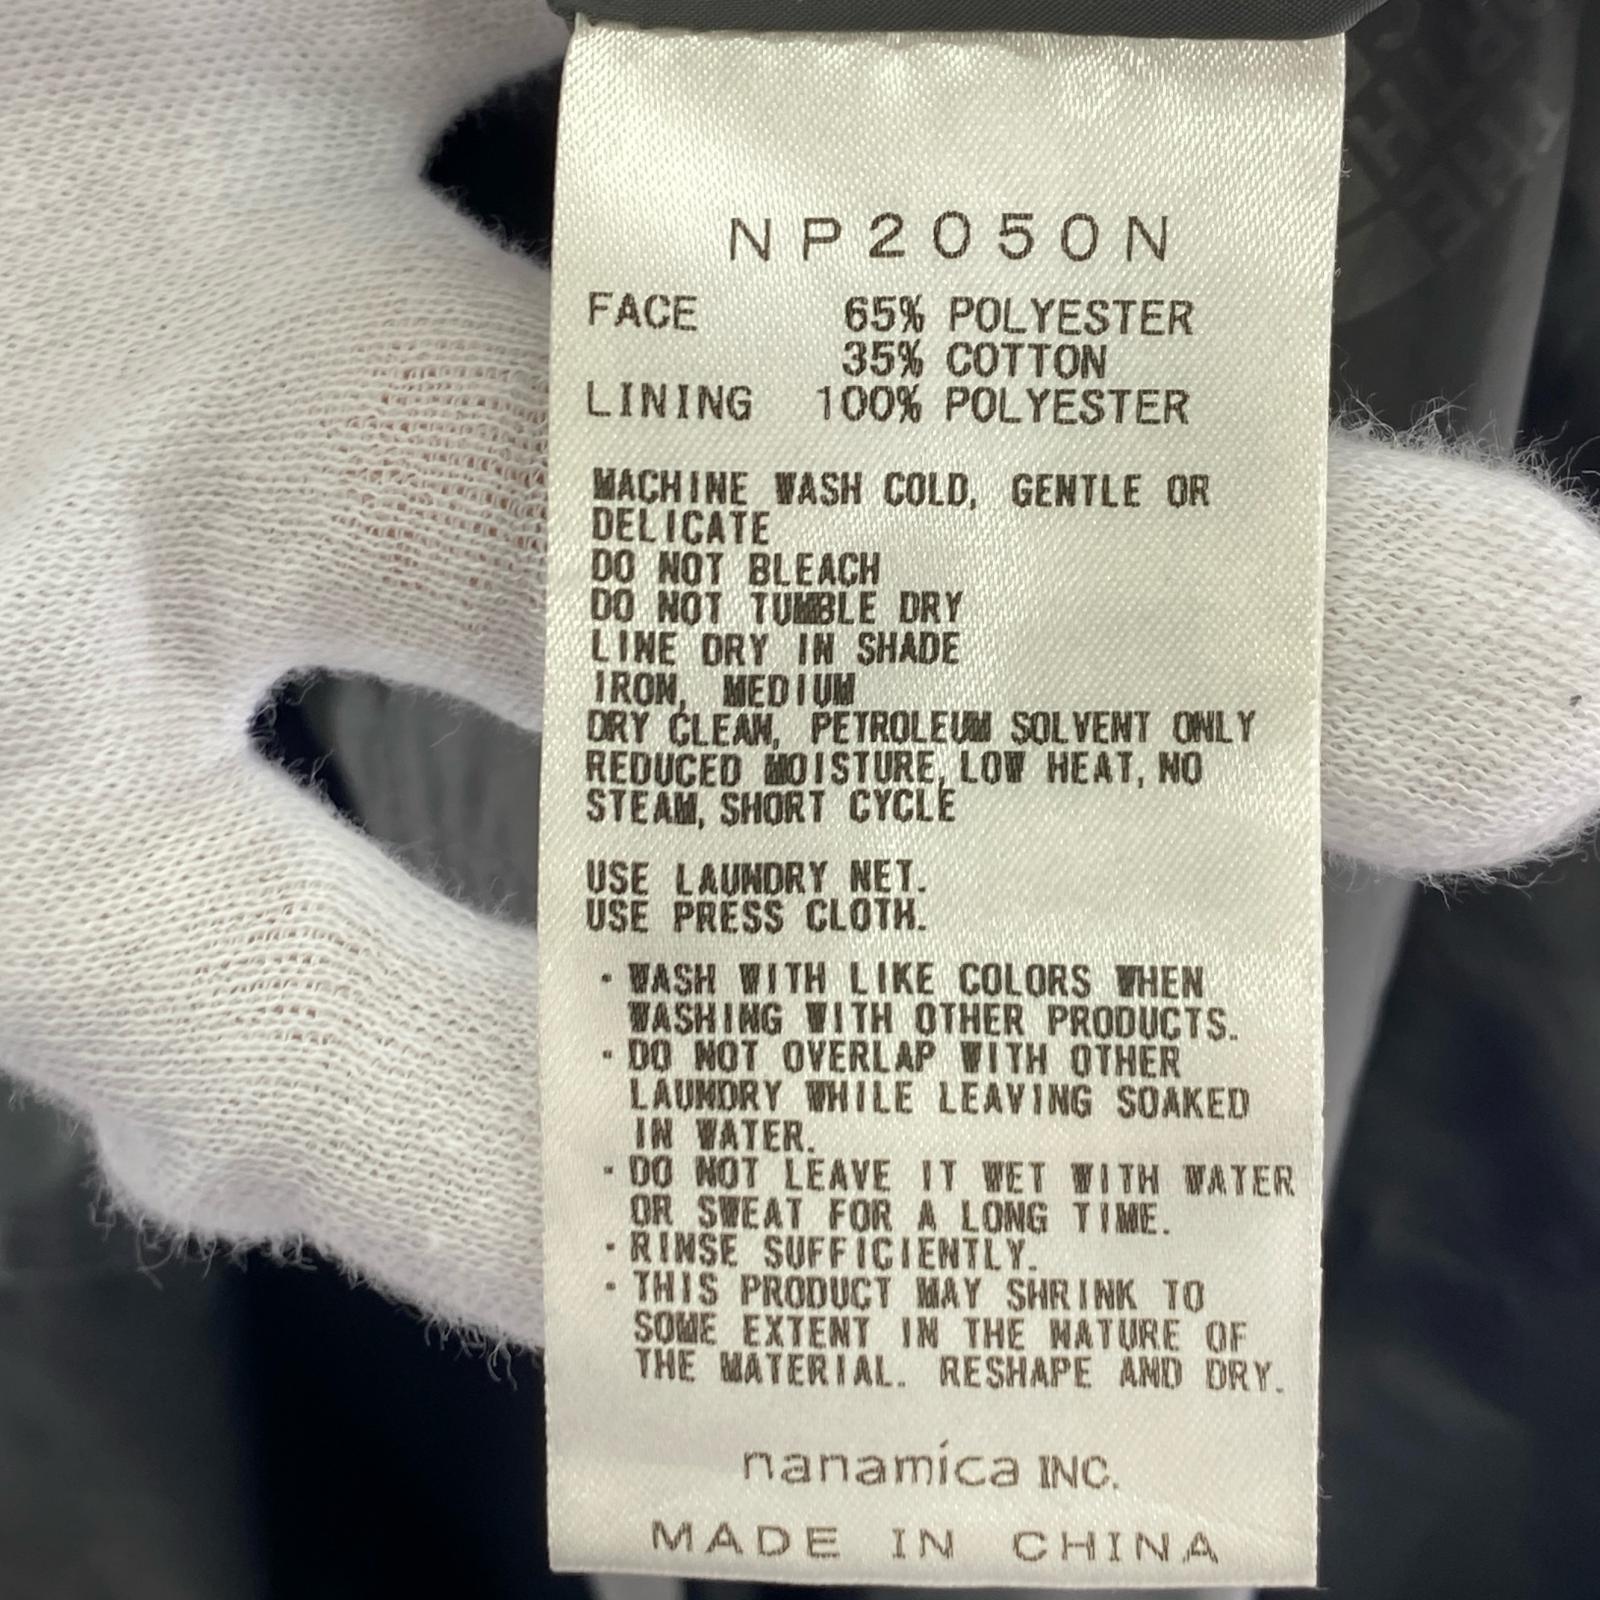 NP2050N
FACE 65% POLYESTER
35% COTTON
LINING 100% POLYESTER
MACHINE WASH COLD, GENTLE OR
DELICATE
DO NOT BLEACH
DO NOT TUMBLE DRY
LINE DRY IN SHADE
IRON, MEDIUM
DRY CLEAN, PETROLEUM SOLVENT ONLY
REDUCED MOISTURE, LOW HEAT, NO
STEAM, SHORT CYCLE
USE LAUNDRY NET.
USE PRESS CLOTH.
・WASH WITH LIKE COLORS WHEN
WASHING WITH OTHER PRODUCTS.
・DO NOT OVERLAP WITH OTHER
LAUNDRY WHILE LEAVING SOAKED
IN WATER.
・DO NOT LEAVE IT WET WITH WATER
OR SWEAT FOR A LONG TIME.
・RINSE SUFFICIENTLY.
・THIS PRODUCT MAY SHRINK TO
SOME EXTENT IN THE NATURE OF
THE MATERIAL. RESHAPE AND DRY.
nanamica INC.
MADE IN CHINA